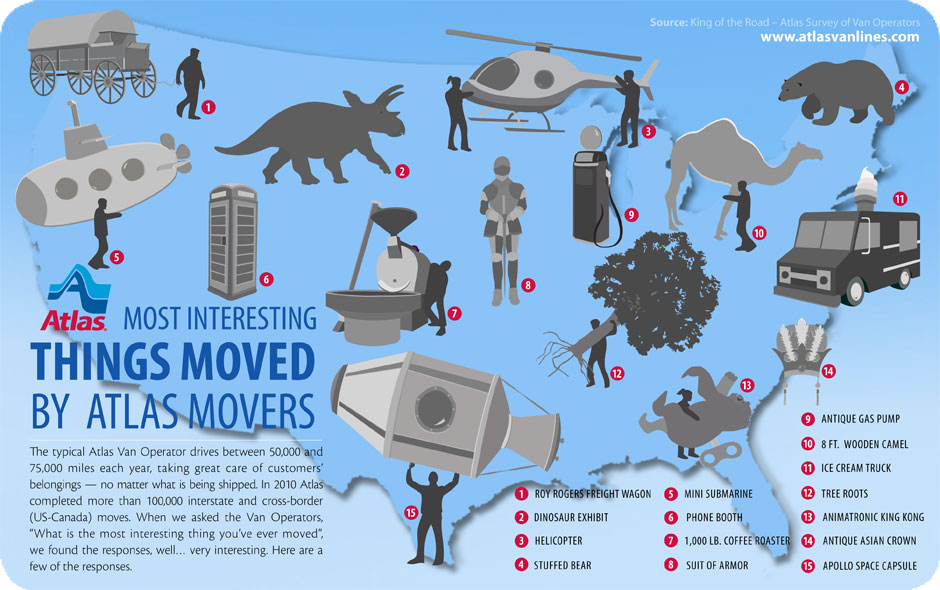 Source: King of the Road – Atlas Survey of Van Operators
www.atlasvanlines.com
1
2
3
4
5
6
7
8
9
10
11
12
13
14
15
Atlas®
MOST INTERESTING
THINGS MOVED
BY ATLAS MOVERS
The typical Atlas Van Operator drives between 50,000 and
75,000 miles each year, taking great care of customers’
belongings — no matter what is being shipped. In 2010 Atlas
completed more than 100,000 interstate and cross-border
(US-Canada) moves. When we asked the Van Operators,
“What is the most interesting thing you’ve ever moved”,
we found the responses, well... very interesting. Here are a
few of the responses.
1 ROY ROGERS FREIGHT WAGON
2 DINOSAUR EXHIBIT
3 HELICOPTER
4 STUFFED BEAR
5 MINI SUBMARINE
6 PHONE BOOTH
7 1,000 LB. COFFEE ROASTER
8 SUIT OF ARMOR
9 ANTIQUE GAS PUMP
10 8 FT. WOODEN CAMEL
11 ICE CREAM TRUCK
12 TREE ROOTS
13 ANIMATRONIC KING KONG
14 ANTIQUE ASIAN CROWN
15 APOLLO SPACE CAPSULE